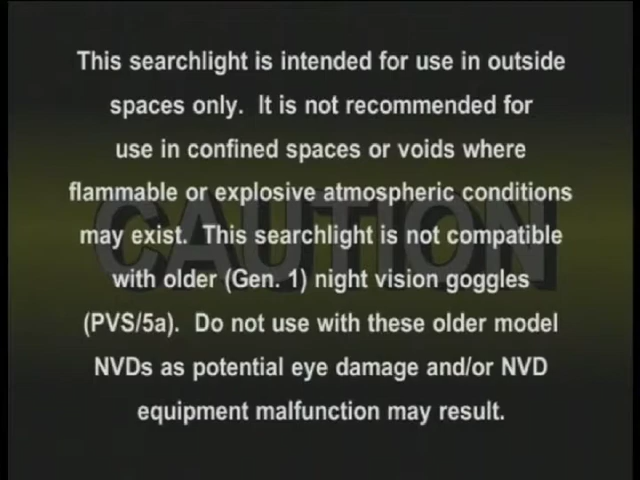 CAUTION
This searchlight is intended for use in outside
spaces only. It is not recommended for
use in confined spaces or voids where
flammable or explosive atmospheric conditions
may exist. This searchlight is not compatible
with older (Gen. 1) night vision goggles
(PVS/5a). Do not use with these older model
NVDs as potential eye damage and/or NVD
equipment malfunction may result.